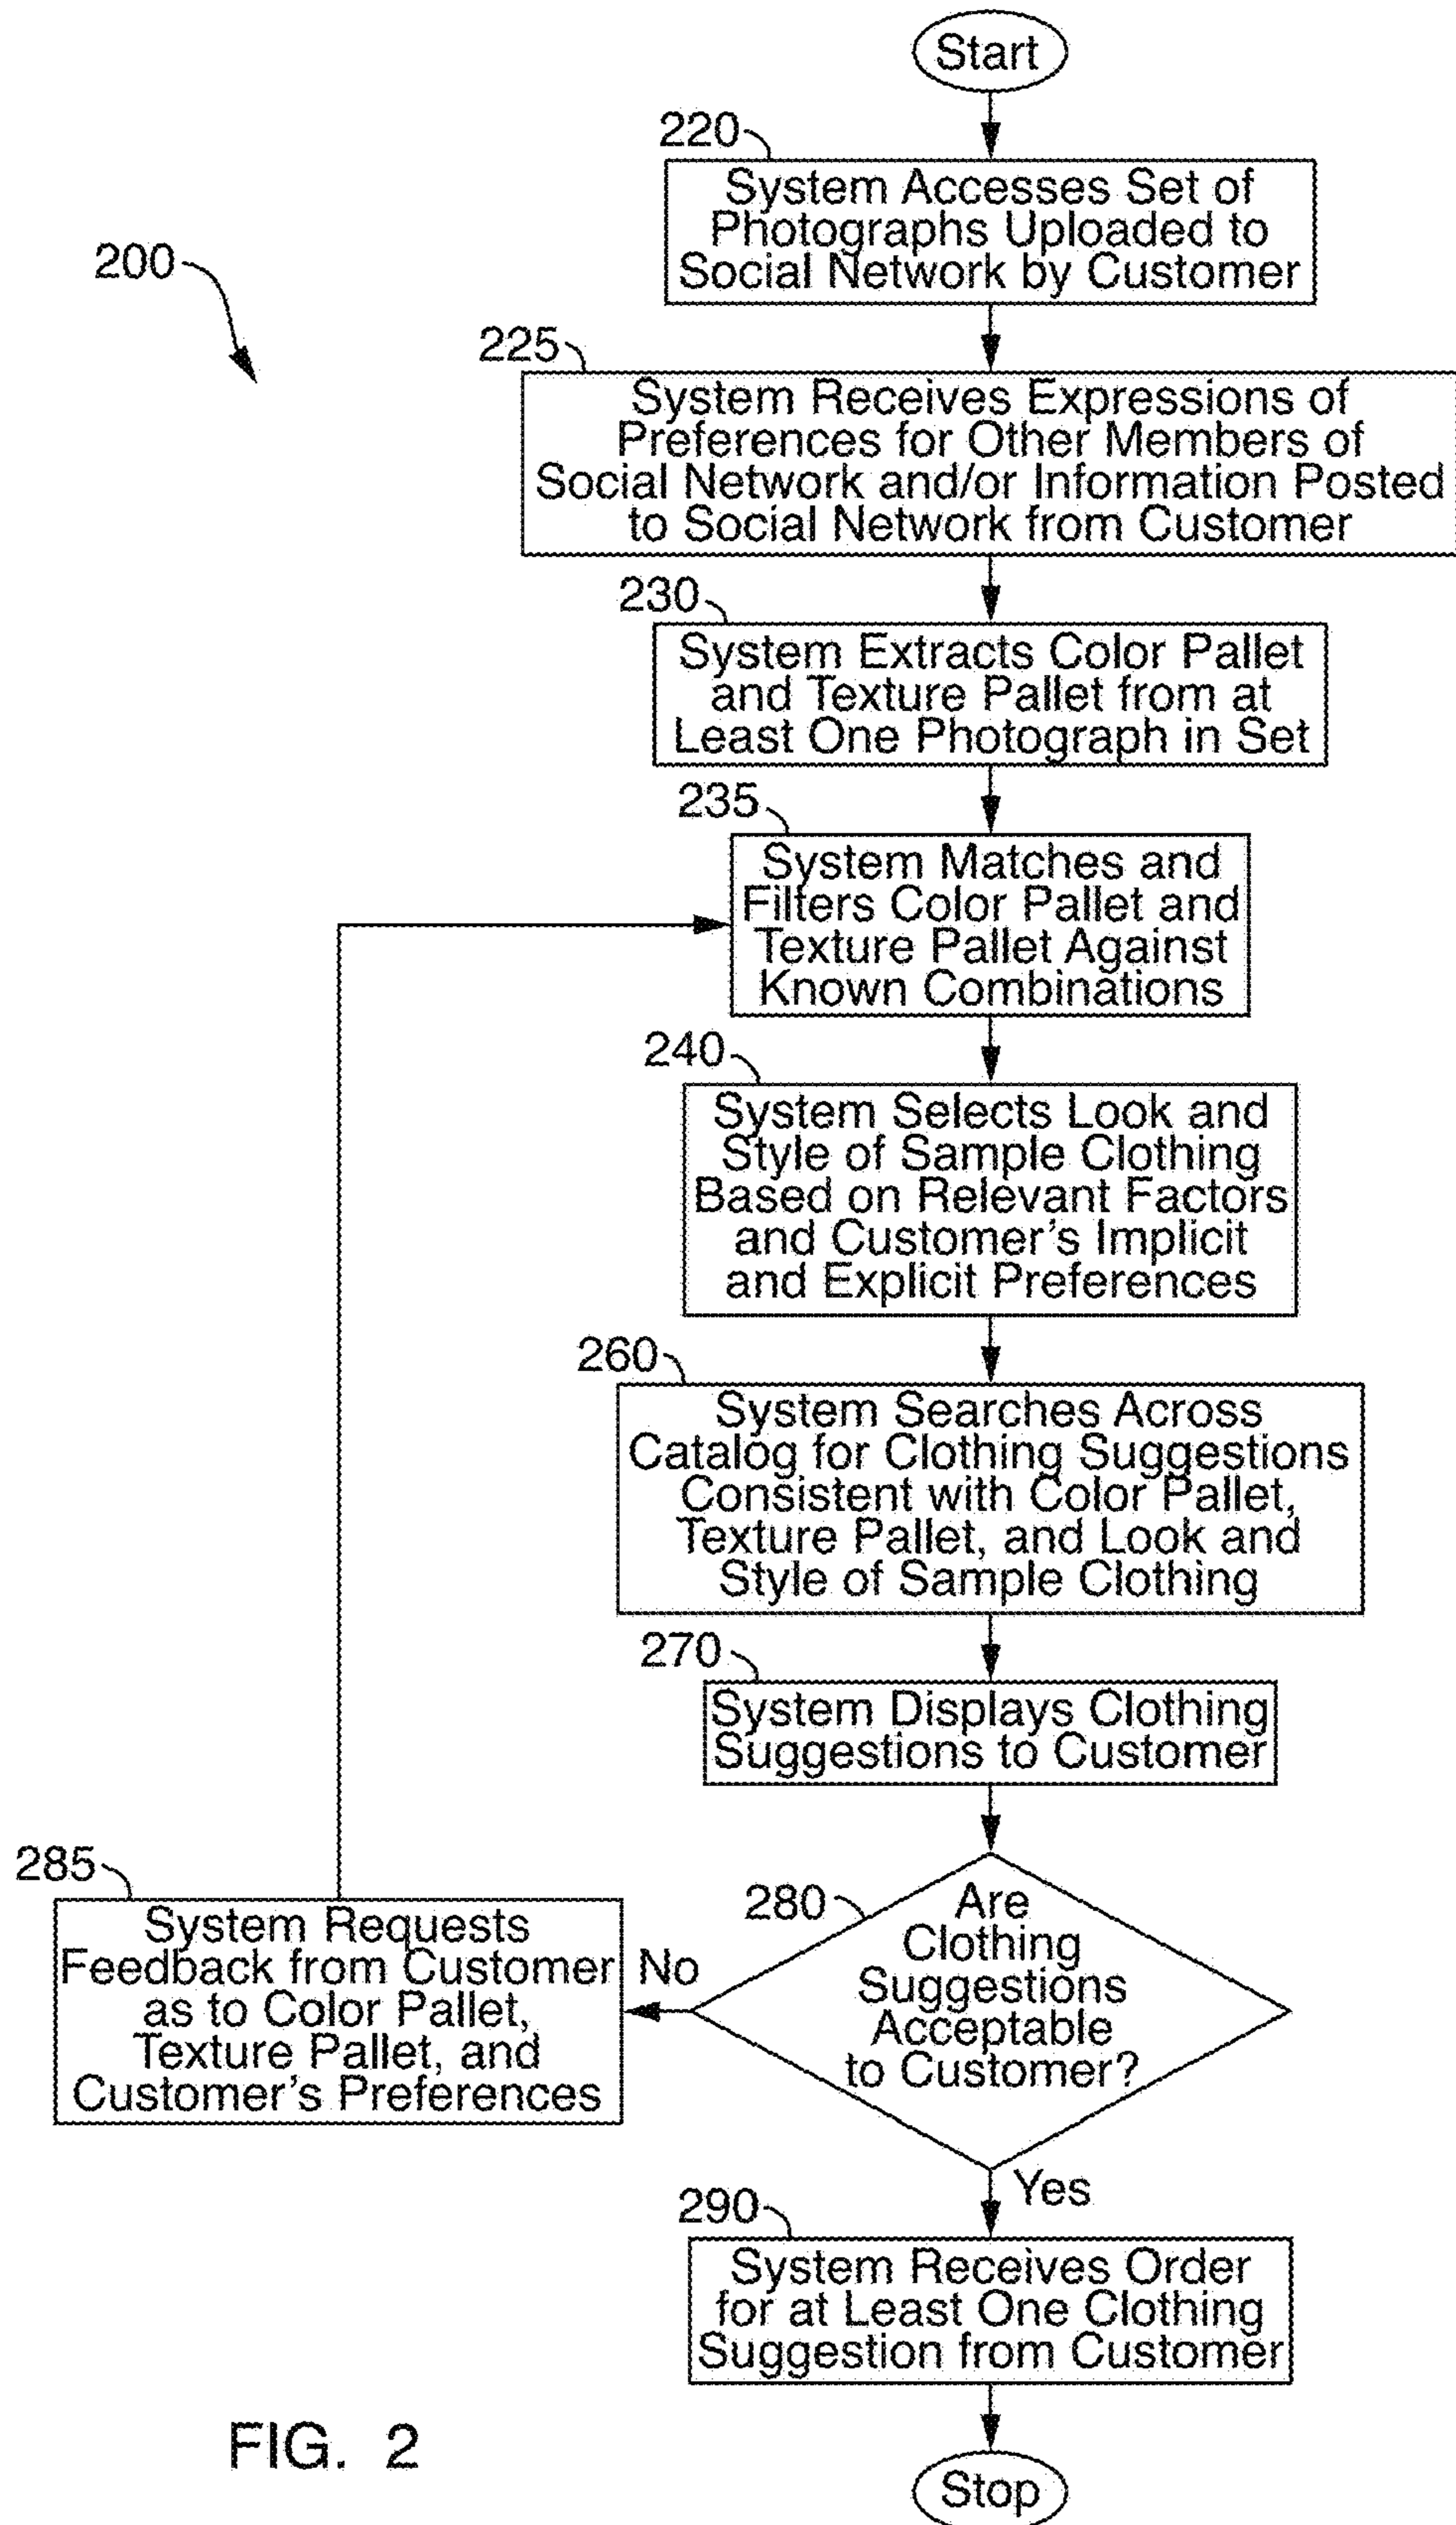 Start
220
System Accesses Set of
Photographs Uploaded to
Social Network by Customer
200
225
System Receives Expressions of
Preferences for Other Members of
Social Network and/or Information Posted
to Social Network from Customer
230
System Extracts Color Pallet
and Texture Pallet from at
Least One Photograph in Set
235
System Matches and
Filters Color Pallet and
Texture Pallet Against
Known Combinations
240
System Selects Look and
Style of Sample Clothing
Based on Relevant Factors
and Customer's Implicit
and Explicit Preferences
260
System Searches Across
Catalog for Clothing Suggestions
Consistent with Color Pallet,
Texture Pallet, and Look and
Style of Sample Clothing
270
System Displays Clothing
Suggestions to Customer
280
Are
Clothing
Suggestions
Acceptable
to Customer?
No
285
System Requests
Feedback from Customer
as to Color Pallet,
Texture Pallet, and
Customer's Preferences
Yes
290
System Receives Order
for at Least One Clothing
Suggestion from Customer
Stop
FIG. 2